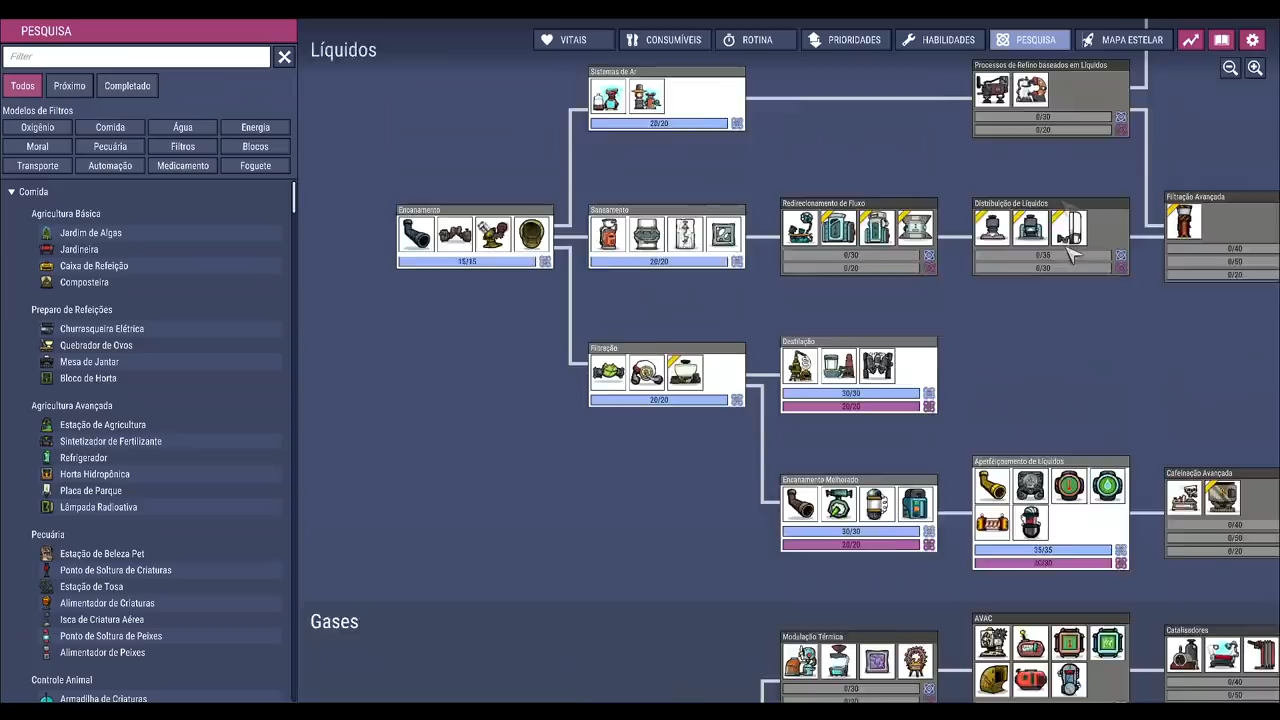 PESQUISA
Filter
Todos
Próximo
Completado
Modelos de Filtros
Oxigênio
Comida
Água
Energia
Moral
Pecuária
Filtros
Blocos
Transporte
Automação
Medicamento
Foguete
Comida
Agricultura Básica
Jardim de Algas
Jardineira
Caixa de Refeição
Composteira
Preparo de Refeições
Churrasqueira Elétrica
Quebrador de Ovos
Mesa de Jantar
Bloco de Horta
Agricultura Avançada
Estação de Agricultura
Sintetizador de Fertilizante
Refrigerador
Horta Hidropônica
Placa de Parque
Lâmpada Radioativa
Pecuária
Estação de Beleza Pet
Ponto de Soltura de Criaturas
Estação de Tosa
Alimentador de Criaturas
Isca de Criatura Aérea
Ponto de Soltura de Peixes
Alimentador de Peixes
Controle Animal
Armadilha de Criaturas
Líquidos
VITAIS
CONSUMÍVEIS
ROTINA
PRIORIDADES
HABILIDADES
PESQUISA
MAPA ESTELAR
Sistemas de Ar
20/20
Processos de Refino baseados em Líquidos
0/30
0/20
Encanamento
15/15
Saneamento
20/20
Redirecionamento de Fluxo
0/30
0/20
Distibuição de Líquidos
0/35
0/30
Filtração Avançada
0/40
0/50
0/20
Filtração
20/20
Destilação
30/30
20/20
Encanamento Melhorado
30/30
20/20
Aperfeiçoamento de Líquidos
35/35
30/30
Cafeinação Avançada
0/40
0/50
0/20
Gases
Modulação Térmica
0/30
AVAC
Catalisadores
0/40
0/50